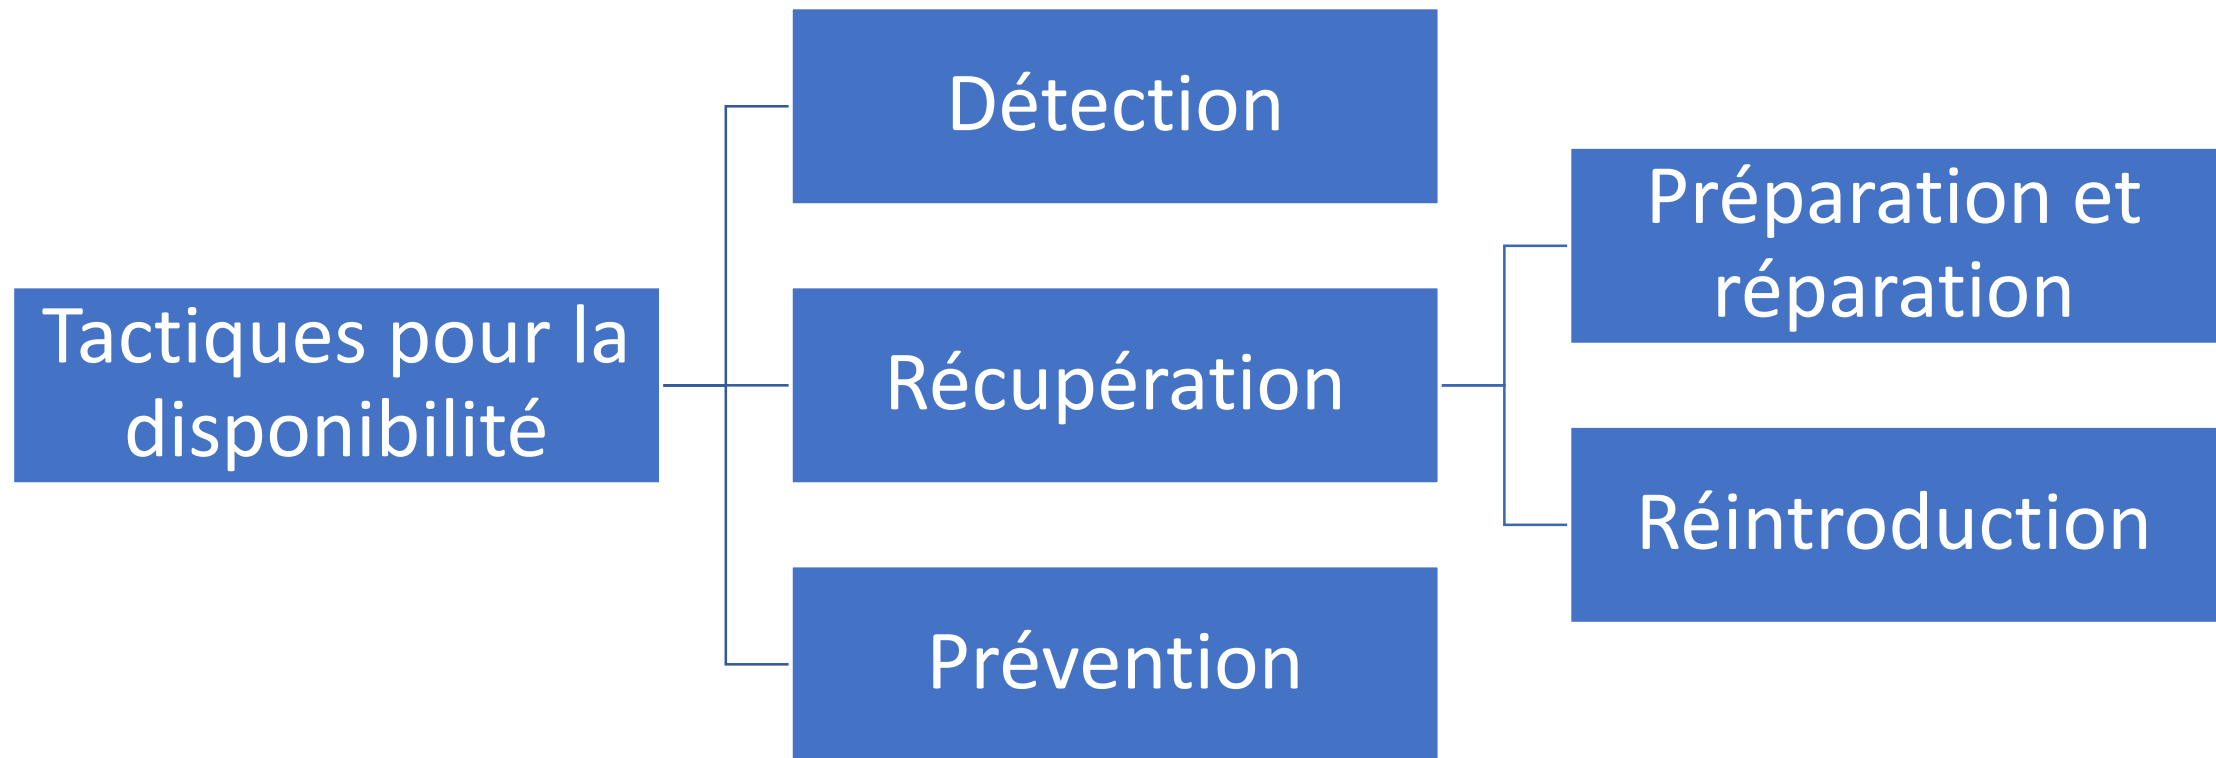 Tactiques pour la
disponibilité
Détection
Récupération
Préparation et
réparation
Réintroduction
Prévention